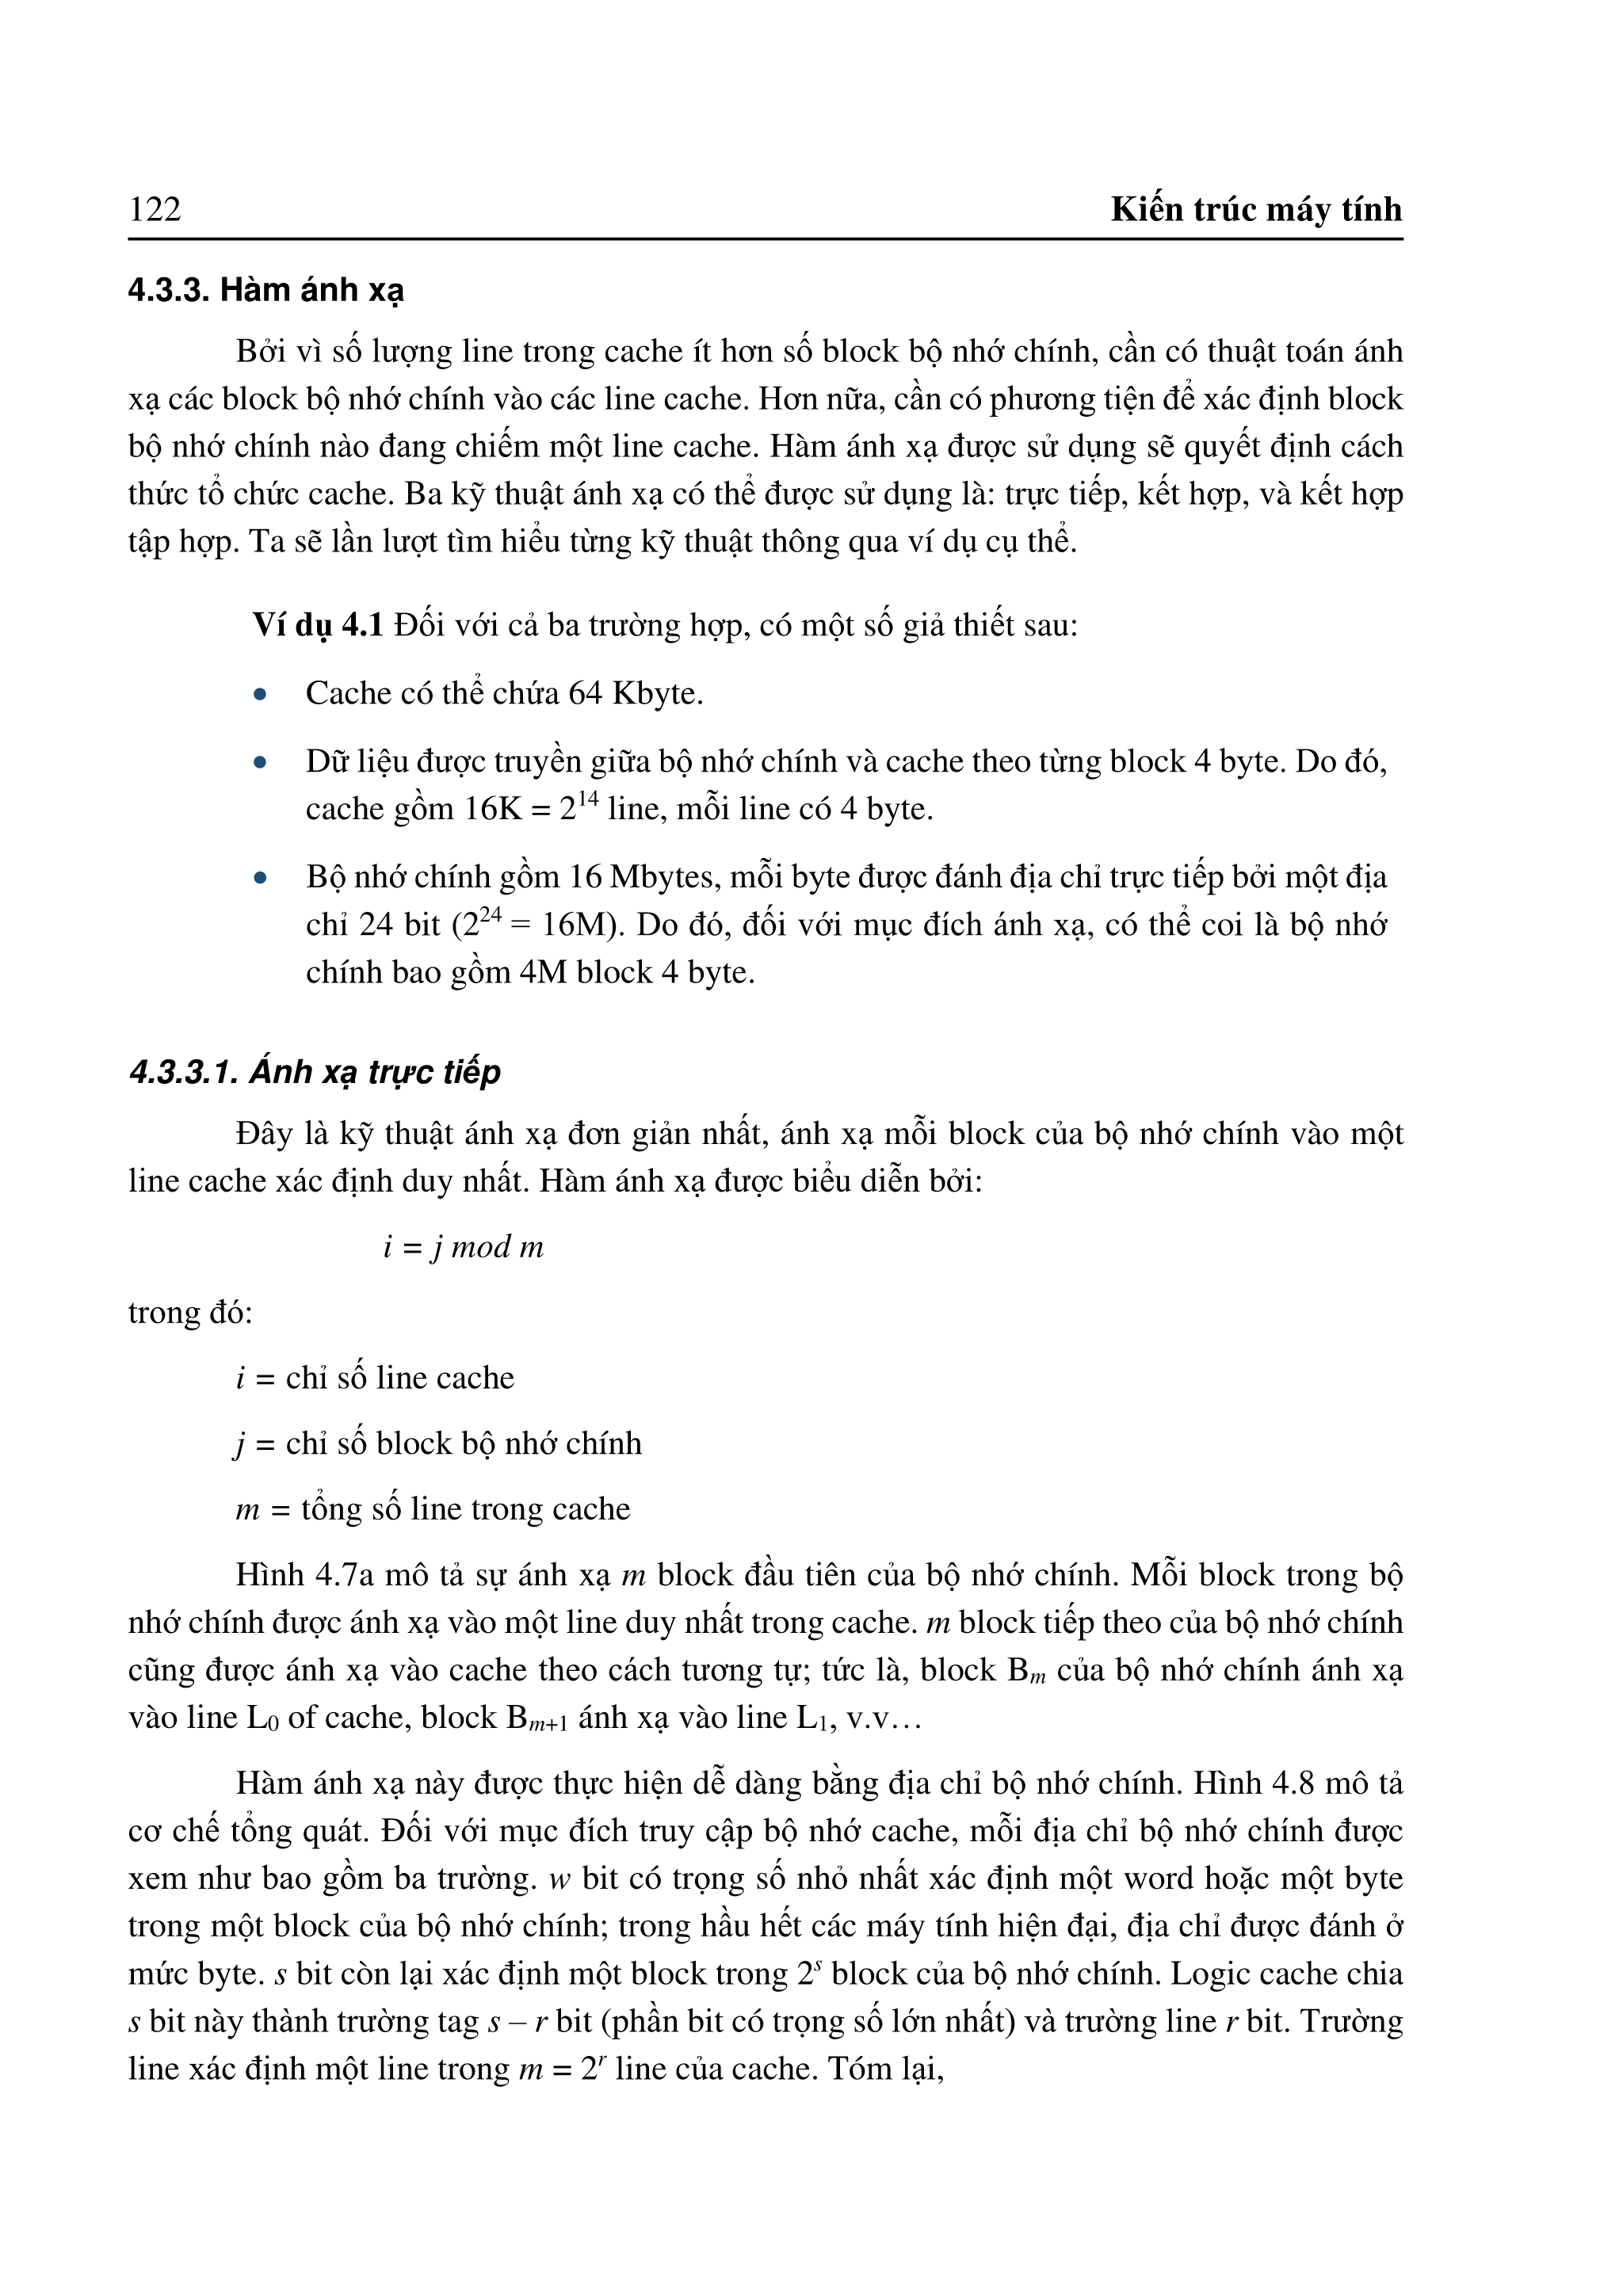 122 Kiến trúc máy tính
4.3.3. Hàm ánh xạ
Bởi vì số lượng line trong cache ít hơn số block bộ nhớ chính, cần có thuật toán ánh
xạ các block bộ nhớ chính vào các line cache. Hơn nữa, cần có phương tiện để xác định block
bộ nhớ chính nào đang chiếm một line cache. Hàm ánh xạ được sử dụng sẽ quyết định cách
thức tổ chức cache. Ba kỹ thuật ánh xạ có thể được sử dụng là: trực tiếp, kết hợp, và kết hợp
tập hợp. Ta sẽ lần lượt tìm hiểu từng kỹ thuật thông qua ví dụ cụ thể.
Ví dụ 4.1 Đối với cả ba trường hợp, có một số giả thiết sau:
• Cache có thể chứa 64 Kbyte.
• Dữ liệu được truyền giữa bộ nhớ chính và cache theo từng block 4 byte. Do đó,
cache gồm 16K = 2¹⁴ line, mỗi line có 4 byte.
• Bộ nhớ chính gồm 16 Mbytes, mỗi byte được đánh địa chỉ trực tiếp bởi một địa
chỉ 24 bit (2²⁴ = 16M). Do đó, đối với mục đích ánh xạ, có thể coi là bộ nhớ
chính bao gồm 4M block 4 byte.
4.3.3.1. Ánh xạ trực tiếp
Đây là kỹ thuật ánh xạ đơn giản nhất, ánh xạ mỗi block của bộ nhớ chính vào một
line cache xác định duy nhất. Hàm ánh xạ được biểu diễn bởi:
i = j mod m
trong đó:
i = chỉ số line cache
j = chỉ số block bộ nhớ chính
m = tổng số line trong cache
Hình 4.7a mô tả sự ánh xạ m block đầu tiên của bộ nhớ chính. Mỗi block trong bộ
nhớ chính được ánh xạ vào một line duy nhất trong cache. m block tiếp theo của bộ nhớ chính
cũng được ánh xạ vào cache theo cách tương tự; tức là, block Bₘ của bộ nhớ chính ánh xạ
vào line L₀ of cache, block Bₘ₊₁ ánh xạ vào line L₁, v.v…
Hàm ánh xạ này được thực hiện dễ dàng bằng địa chỉ bộ nhớ chính. Hình 4.8 mô tả
cơ chế tổng quát. Đối với mục đích truy cập bộ nhớ cache, mỗi địa chỉ bộ nhớ chính được
xem như bao gồm ba trường. w bit có trọng số nhỏ nhất xác định một word hoặc một byte
trong một block của bộ nhớ chính; trong hầu hết các máy tính hiện đại, địa chỉ được đánh ở
mức byte. s bit còn lại xác định một block trong 2ˢ block của bộ nhớ chính. Logic cache chia
s bit này thành trường tag s – r bit (phần bit có trọng số lớn nhất) và trường line r bit. Trường
line xác định một line trong m = 2ʳ line của cache. Tóm lại,